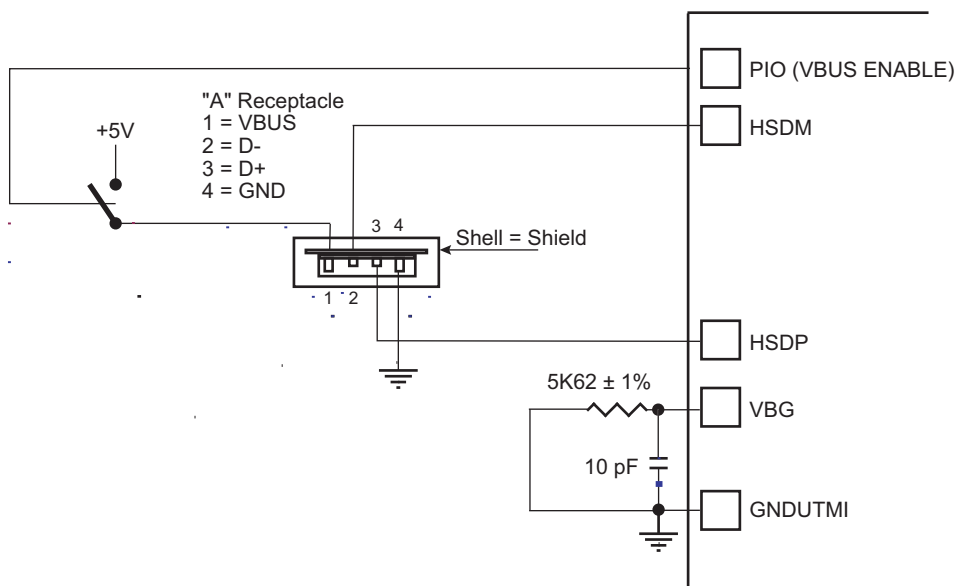 PIO (VBUS ENABLE)
"A" Receptacle
1 = VBUS
2 = D-
3 = D+
4 = GND
+5V
HSDM
3 4
Shell = Shield
1 2
HSDP
5K62 ± 1%
VBG
10 pF
GNDUTMI